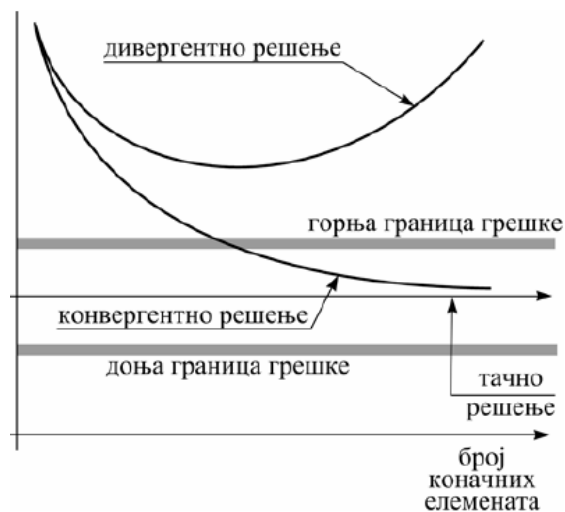 дивергентно решење
горња граница грешке
конвергентно решење
доња граница грешке
тачно
решење
број
коначних
елемената